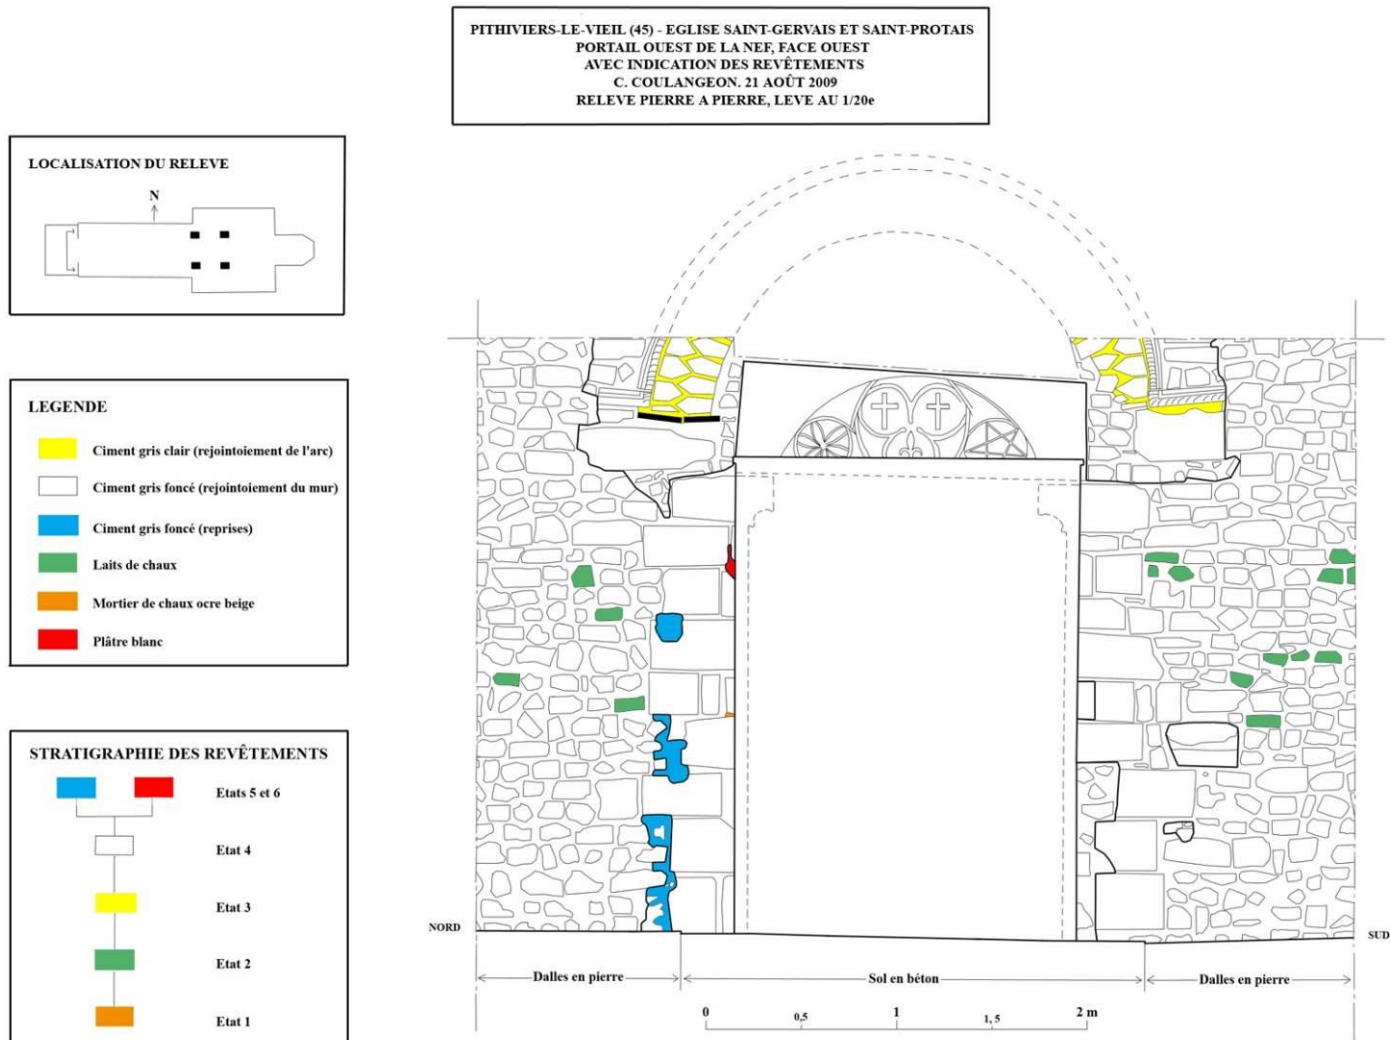 PITHIVIERS-LE-VIEIL (45) - EGLISE SAINT-GERVAIS ET SAINT-PROTAIS
PORTAIL OUEST DE LA NEF, FACE OUEST
AVEC INDICATION DES REVÊTEMENTS
C. COULANGEON. 21 AOÛT 2009
RELEVE PIERRE A PIERRE, LEVE AU 1/20e
LOCALISATION DU RELEVE
N
LEGENDE
Ciment gris clair (rejointoiement de l'arc)
Ciment gris foncé (rejointoiement du mur)
Ciment gris foncé (reprises)
Laits de chaux
Mortier de chaux ocre beige
Plâtre blanc
STRATIGRAPHIE DES REVÊTEMENTS
Etats 5 et 6
Etat 4
Etat 3
Etat 2
Etat 1
NORD
SUD
Dalles en pierre
Sol en béton
Dalles en pierre
0
0,5
1
1, 5
2 m